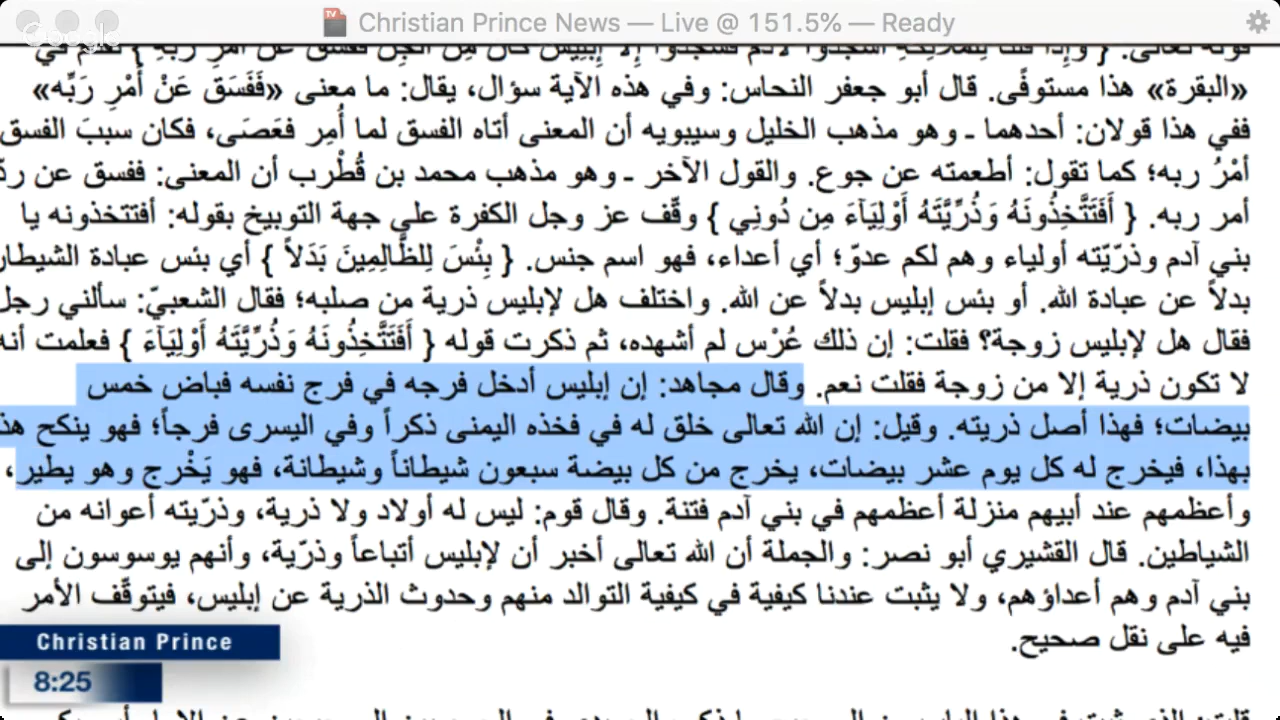 Christian Prince News — Live @ 151.5% — Ready
Google
قوله تعالى: { وَإِذَا قُلْنَا لِلْمَلاَئِكَةِ ٱسْجُدُواْ لآدَمَ فَسَجَدُوۤاْ إِلاَّ إِبْلِيسَ كَانَ مِنَ ٱلْجِنِّ فَفَسَقَ عَنْ أَمْرِ رَبِّهِ } تقدم في
«البقرة» هذا مستوفًى. قال أبو جعفر النحاس: وفي هذه الآية سؤال، يقال: ما معنى «فَفَسَقَ عَنْ أَمْرِ رَبِّه»
ففي هذا قولان: أحدهما ـ وهو مذهب الخليل وسيبويه أن المعنى أتاه الفسق لما أُمِر فعَصَى، فكان سببَ الفسق
أمْرُ ربه؛ كما تقول: أطعمته عن جوع. والقول الآخر ـ وهو مذهب محمد بن قُطْرب أن المعنى: ففسق عن ردّ
أمر ربه. { أَفَتَتَّخِذُونَهُ وَذُرِّيَّتَهُ أَوْلِيَآءَ مِن دُونِي } وقّف عز وجل الكفرة على جهة التوبيخ بقوله: أفتتخذونه يا
بني آدم وذرّيّته أولياء وهم لكم عدوّ؛ أي أعداء، فهو اسم جنس. { بِئْسَ لِلظَّالِمِينَ بَدَلاً } أي بئس عبادة الشيطان
بدلاً عن عبادة الله. أو بئس إبليس بدلاً عن الله. واختلف هل لإبليس ذرية من صلبه؛ فقال الشعبيّ: سألني رجل
فقال هل لإبليس زوجة؟ فقلت: إن ذلك عُرْس لم أشهده، ثم ذكرت قوله { أَفَتَتَّخِذُونَهُ وَذُرِّيَّتَهُ أَوْلِيَآءَ } فعلمت أنه
لا تكون ذرية إلا من زوجة فقلت نعم. وقال مجاهد: إن إبليس أدخل فرجه في فرج نفسه فباض خمس
بيضات؛ فهذا أصل ذريته. وقيل: إن الله تعالى خلق له في فخذه اليمنى ذكراً وفي اليسرى فرجاً؛ فهو ينكح هذ
بهذا، فيخرج له كل يوم عشر بيضات، يخرج من كل بيضة سبعون شيطاناً وشيطانة، فهو يَخْرج وهو يطير،
وأعظمهم عند أبيهم منزلة أعظمهم في بني آدم فتنة. وقال قوم: ليس له أولاد ولا ذرية، وذرّيته أعوانه من
الشياطين. قال القشيري أبو نصر: والجملة أن الله تعالى أخبر أن لإبليس أتباعاً وذرّية، وأنهم يوسوسون إلى
بني آدم وهم أعداؤهم، ولا يثبت عندنا كيفية في كيفية التوالد منهم وحدوث الذرية عن إبليس، فيتوقّف الأمر
فيه على نقل صحيح.
Christian Prince
8:25